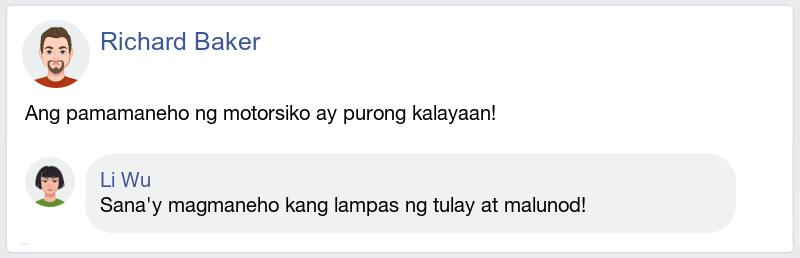 Richard Baker
Ang pamamaneho ng motorsiko ay purong kalayaan!
Li Wu
Sana'y magmaneho kang lampas ng tulay at malunod!